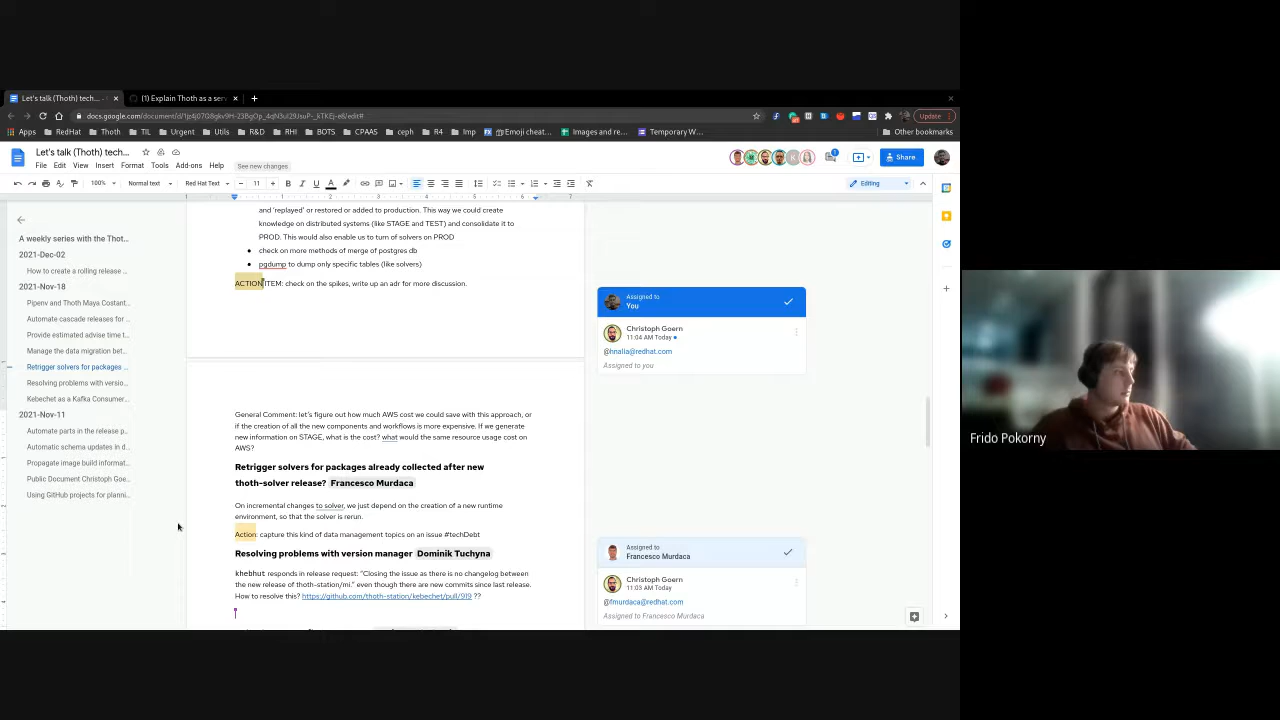 Let's talk (Thoth) tech...
(1) Explain Thoth as a serv
docs.google.com/document/d/
Update
Apps
RedHat
Thoth
TIL
Urgent
Utils
R&D
RHI
BOTS
CPAAS
ceph
R4
Imp
Emoji cheat...
Images and re...
Temporary W...
Other bookmarks
Let's talk (Thoth) tech...
File Edit View Insert Format Tools Add-ons Help
See new changes
Share
100%
Normal text
Red Hat Text
11
Editing
A weekly series with the Thot...
2021-Dec-02
How to create a rolling release ...
2021-Nov-18
Pipenv and Thoth Maya Costant...
Automate cascade releases for ...
Provide estimated advise time t...
Manage the data migration bet...
Retrigger solvers for packages ...
Resolving problems with versio...
Kebechet as a Kafka Consumer...
2021-Nov-11
Automate parts in the release p...
Automatic schema updates in d...
Propagate image build informat...
Public Document Christoph Goe...
Using GitHub projects for planni...
and 'replayed' or restored or added to production. This way we could create
knowledge on distributed systems (like STAGE and TEST) and consolidate it to
PROD. This would also enable us to turn of solvers on PROD
● check on more methods of merge of postgres db
● pgdump to dump only specific tables (like solvers)
ACTION ITEM: check on the spikes, write up an adr for more discussion.
General Comment: let's figure out how much AWS cost we could save with this approach, or
if the creation of all the new components and workflows is more expensive. If we generate
new information on STAGE, what is the cost? what would the same resource usage cost on
AWS?
Retrigger solvers for packages already collected after new
thoth-solver release? Francesco Murdaca
On incremental changes to solver, we just depend on the creation of a new runtime
environment, so that the solver is rerun.
Action: capture this kind of data management topics on an issue #techDebt
Resolving problems with version manager Dominik Tuchyna
khebhut responds in release request: "Closing the issue as there is no changelog between
the new release of thoth-station/mi." even though there are new commits since last release.
How to resolve this? https://github.com/thoth-station/kebechet/pull/919 ??
Assigned to
You
Christoph Goern
11:04 AM Today
@hnalla@redhat.com
Assigned to you
Assigned to
Francesco Murdaca
Christoph Goern
11:03 AM Today
@fmurdaca@redhat.com
Assigned to Francesco Murdaca
Frido Pokorny